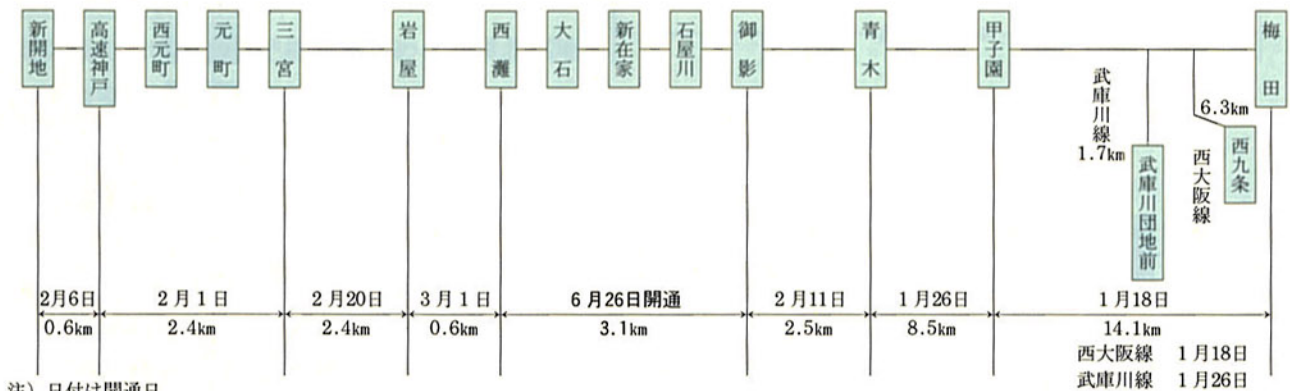 新開地
高速神戸
西元町
元町
三宮
岩屋
西灘
大石
新在家
石屋川
御影
青木
甲子園
梅田
武庫川線
1.7km
武庫川団地前
6.3km
西大阪線
西九条
2月6日
2月1日
2月20日
3月1日
6月26日開通
2月11日
1月26日
1月18日
0.6km
2.4km
2.4km
0.6km
3.1km
2.5km
8.5km
14.1km
西大阪線 1月18日
武庫川線 1月26日
注）日付は開通日